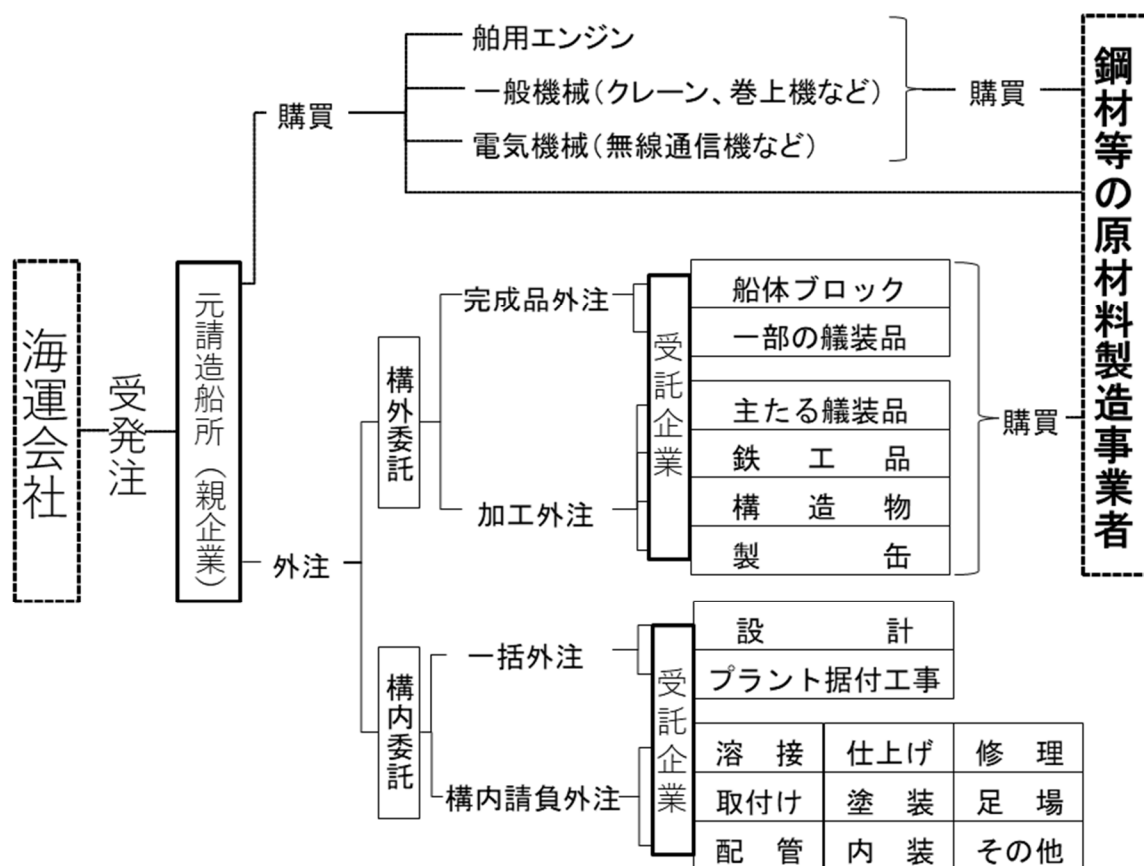 海運会社
受発注
元請造船所（親企業）
購買
舶用エンジン
一般機械（クレーン、巻上機など）
電気機械（無線通信機など）
購買
鋼材等の原材料製造事業者
外注
構外委託
完成品外注
加工外注
受託企業
船体ブロック
一部の艤装品
主たる艤装品
鉄工品
構造物
製缶
購買
構内委託
一括外注
構内請負外注
受託企業
設計
プラント据付工事
溶接 仕上げ 修理
取付け 塗装 足場
配管 内装 その他